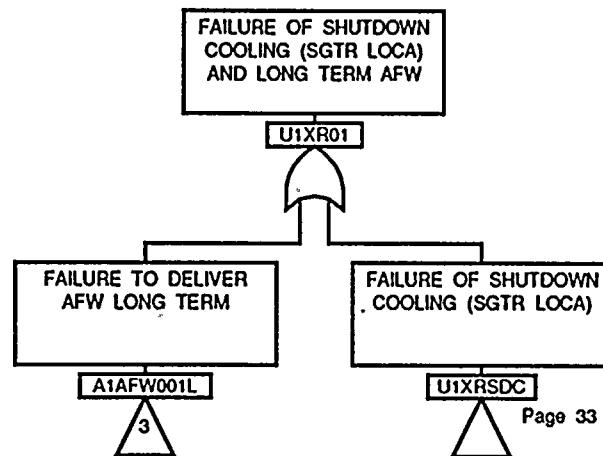 FAILURE OF SHUTDOWN
COOLING (SGTR LOCA)
AND LONG TERM AFW
U1XR01
FAILURE TO DELIVER
AFW LONG TERM
A1AFW001L
3
FAILURE OF SHUTDOWN
COOLING (SGTR LOCA)
U1XRSDC
Page 33